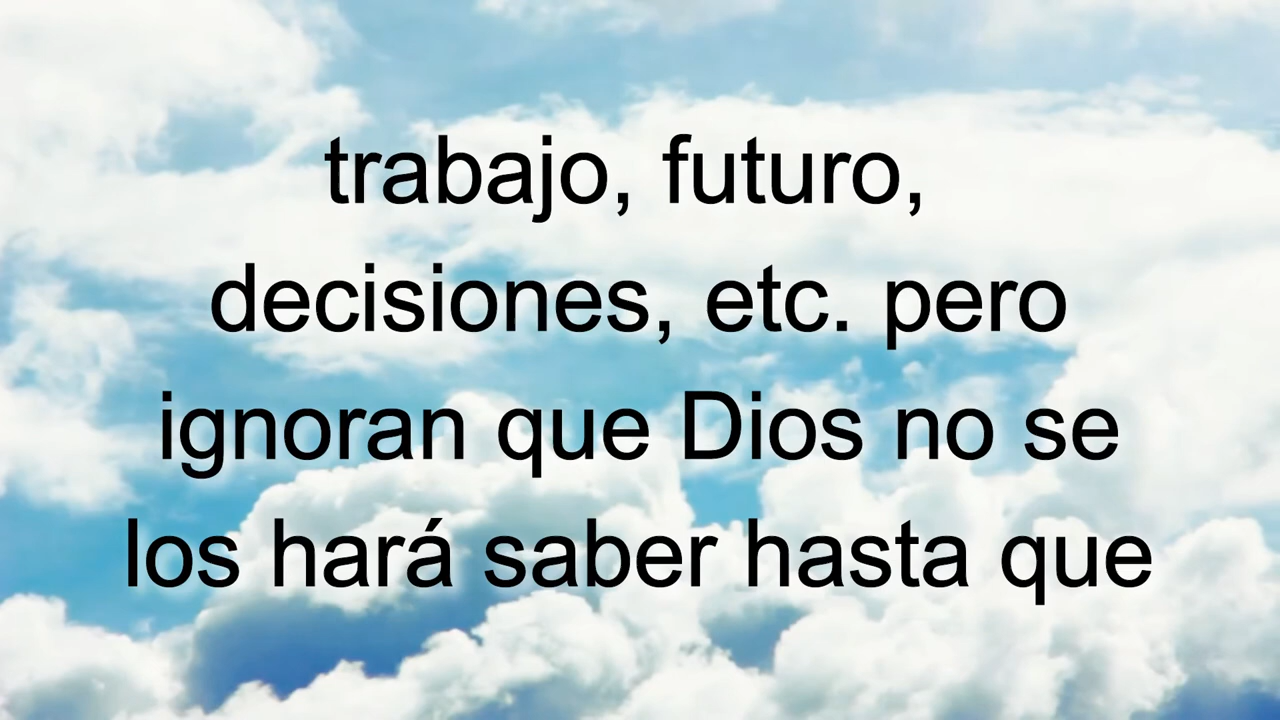 trabajo, futuro,
decisiones, etc. pero
ignoran que Dios no se
los hará saber hasta que